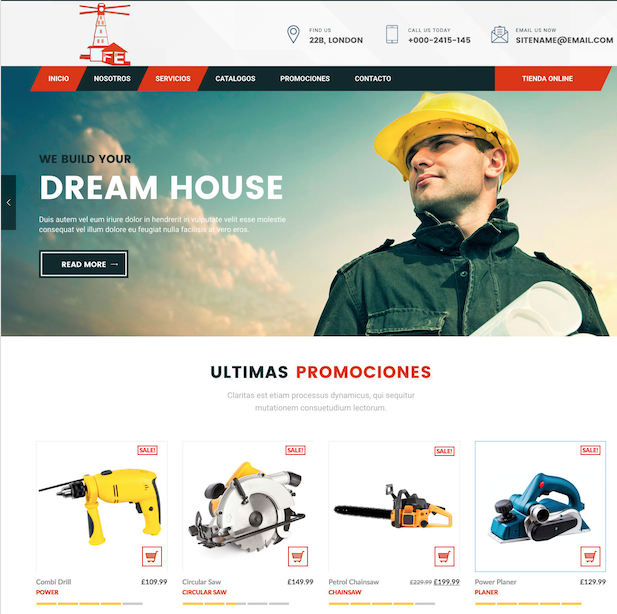 FE
FIND US
22B, LONDON
CALL US TODAY
+000-2415-145
EMAIL US NOW
SITENAME@EMAIL.COM
INICIO
NOSOTROS
SERVICIOS
CATALOGOS
PROMOCIONES
CONTACTO
TIENDA ONLINE
WE BUILD YOUR
DREAM HOUSE
Duis autem vel eum iriure dolor in hendrerit in vulputate velit esse molestie
consequat vel illum dolore eu feugiat nulla facilisis at vero eros.
READ MORE →
ULTIMAS PROMOCIONES
Claritas est etiam processus dynamicus, qui sequitur
mutationem consuetudium lectorum.
SALE!
SALE!
SALE!
SALE!
Combi Drill £109.99
POWER
Circular Saw £149.99
CIRCULAR SAW
Petrol Chainsaw £229.99 £199.99
CHAINSAW
Power Planer £129.99
PLANER